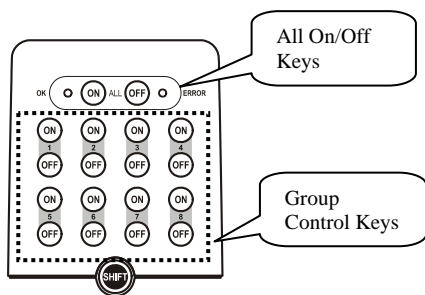 All On/Off
Keys
OK ON ALL OFF ERROR
ON ON ON ON
1 2 3 4
OFF OFF OFF OFF
ON ON ON ON
5 6 7 8
OFF OFF OFF OFF
Group
Control Keys
SHIFT